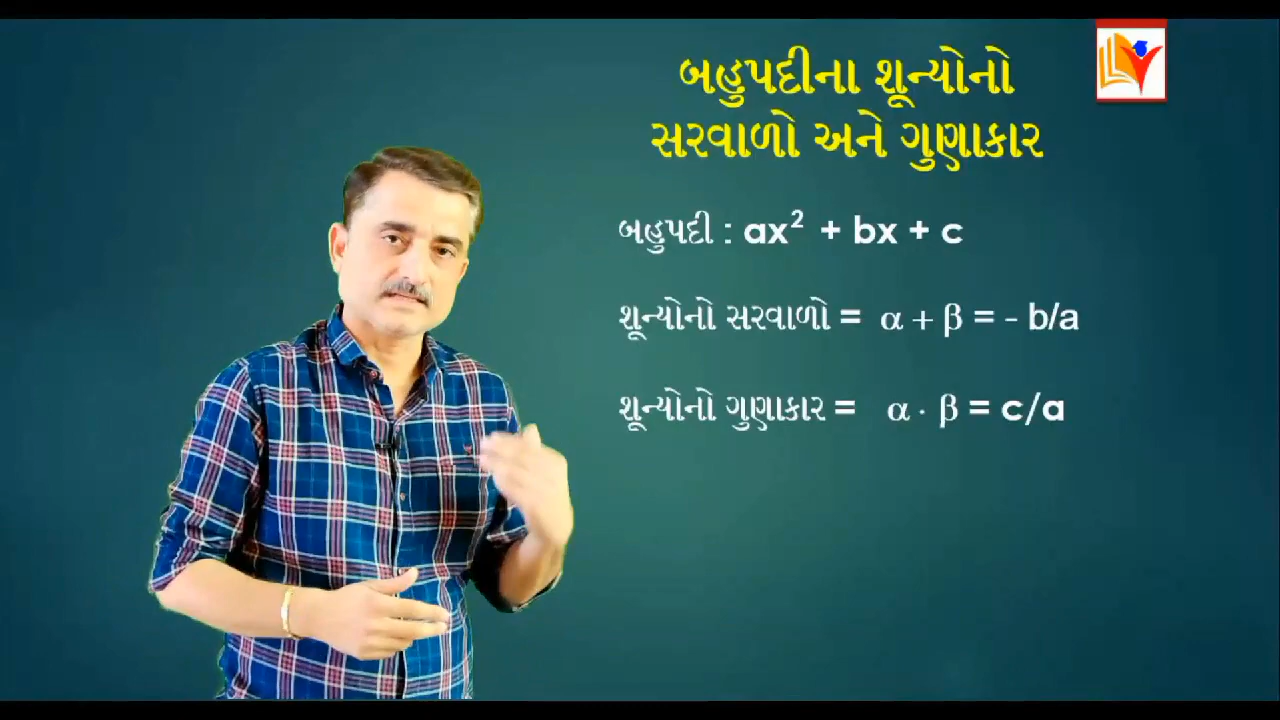 બહુપદીના શૂન્યોનો
સરવાળો અને ગુણાકાર
બહુપદી : ax² + bx + c
શૂન્યોનો સરવાળો = α + β = - b/a
શૂન્યોનો ગુણાકાર = α · β = c/a